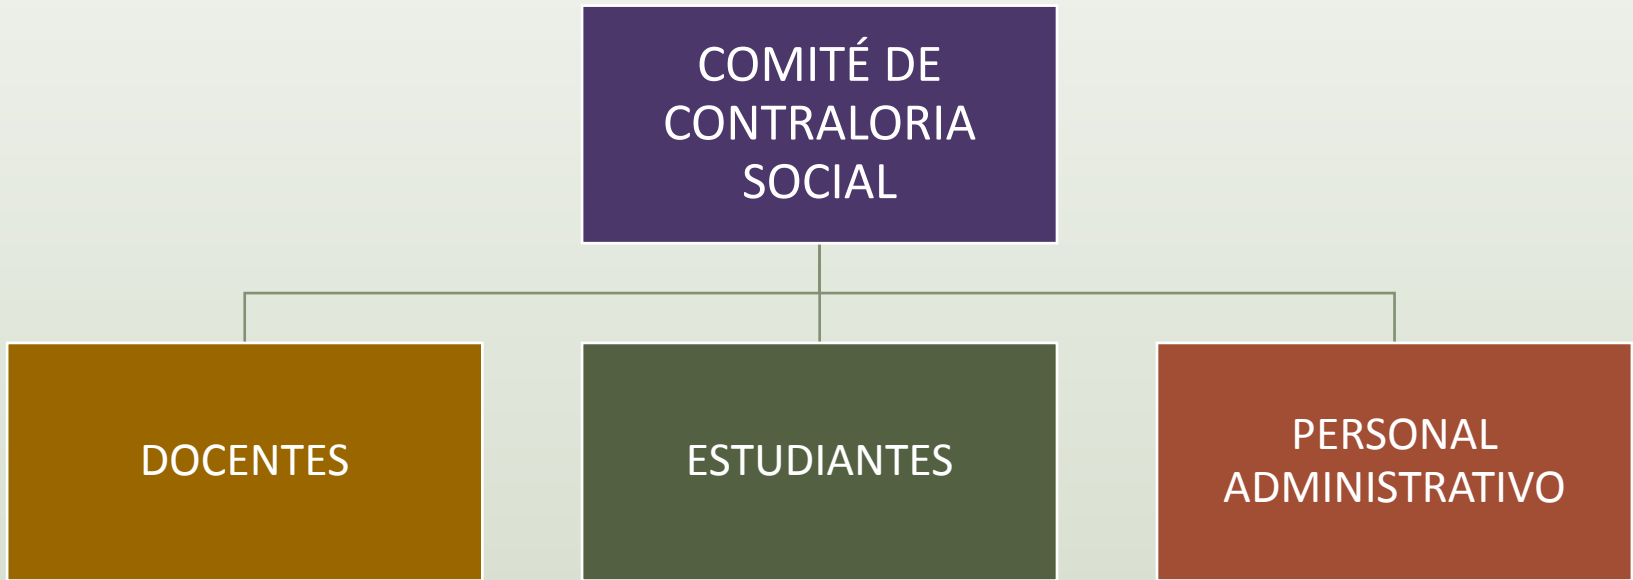 COMITÉ DE
CONTRALORIA
SOCIAL
DOCENTES
ESTUDIANTES
PERSONAL
ADMINISTRATIVO